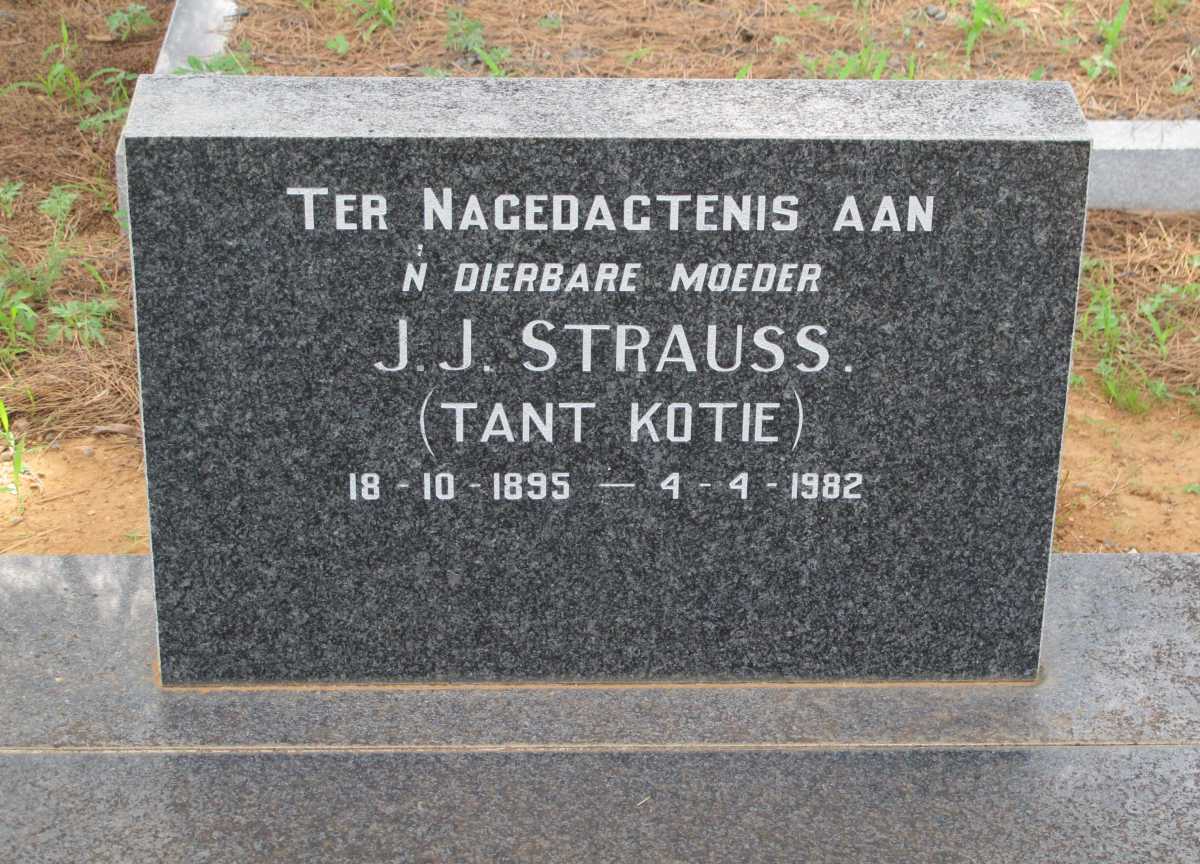 TER NAGEDAGTENIS AAN
'N DIERBARE MOEDER
J.J. STRAUSS.
(TANT KOTIE)
18 - 10 - 1895 — 4 - 4 - 1982